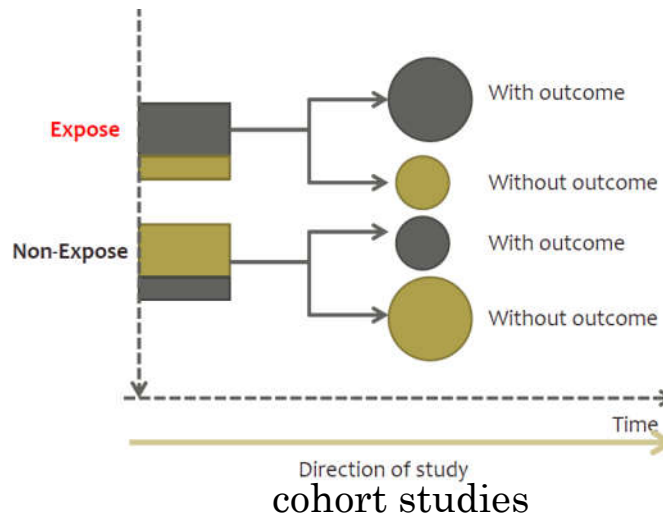 With outcome
Expose
Without outcome
With outcome
Non-Expose
Without outcome
Time
Direction of study
cohort studies